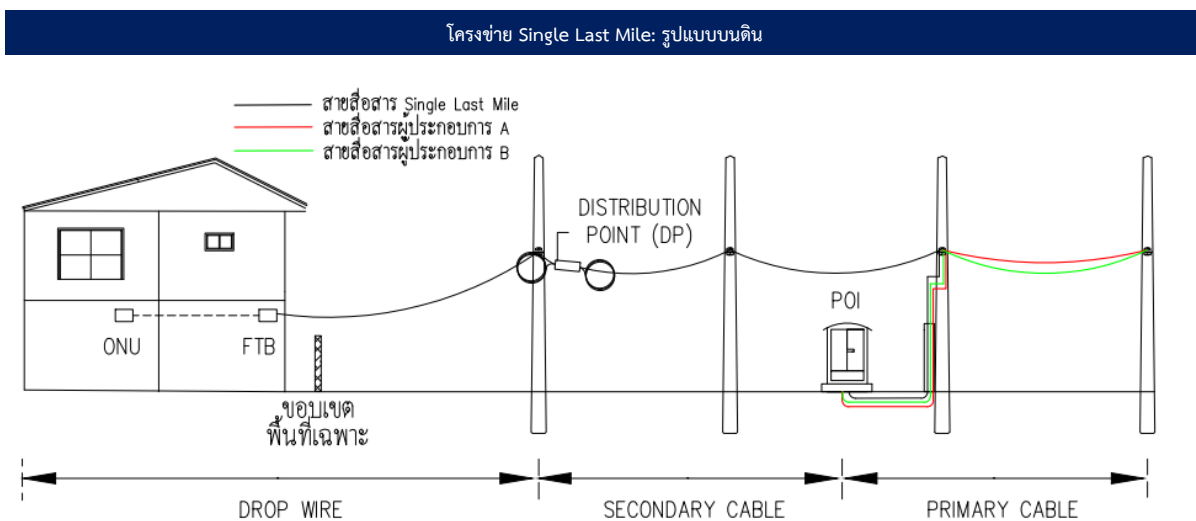 โครงข่าย Single Last Mile: รูปแบบบนดิน
สายสื่อสาร Single Last Mile
สายสื่อสารผู้ประกอบการ A
สายสื่อสารผู้ประกอบการ B
DISTRIBUTION
POINT (DP)
POI
ONU
FTB
ขอบเขต
พื้นที่เฉพาะ
DROP WIRE
SECONDARY CABLE
PRIMARY CABLE